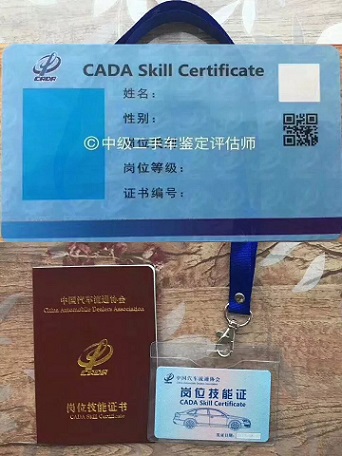 CADA
CADA Skill Certificate
姓名：
性别：
©中级二手车鉴定评估师
岗位等级：
证书编号：
中国汽车流通协会
China Automobile Dealers Association
CADA
岗位技能证书
CADA Skill Certificate
中国汽车流通协会
岗位技能证
CADA Skill Certificate